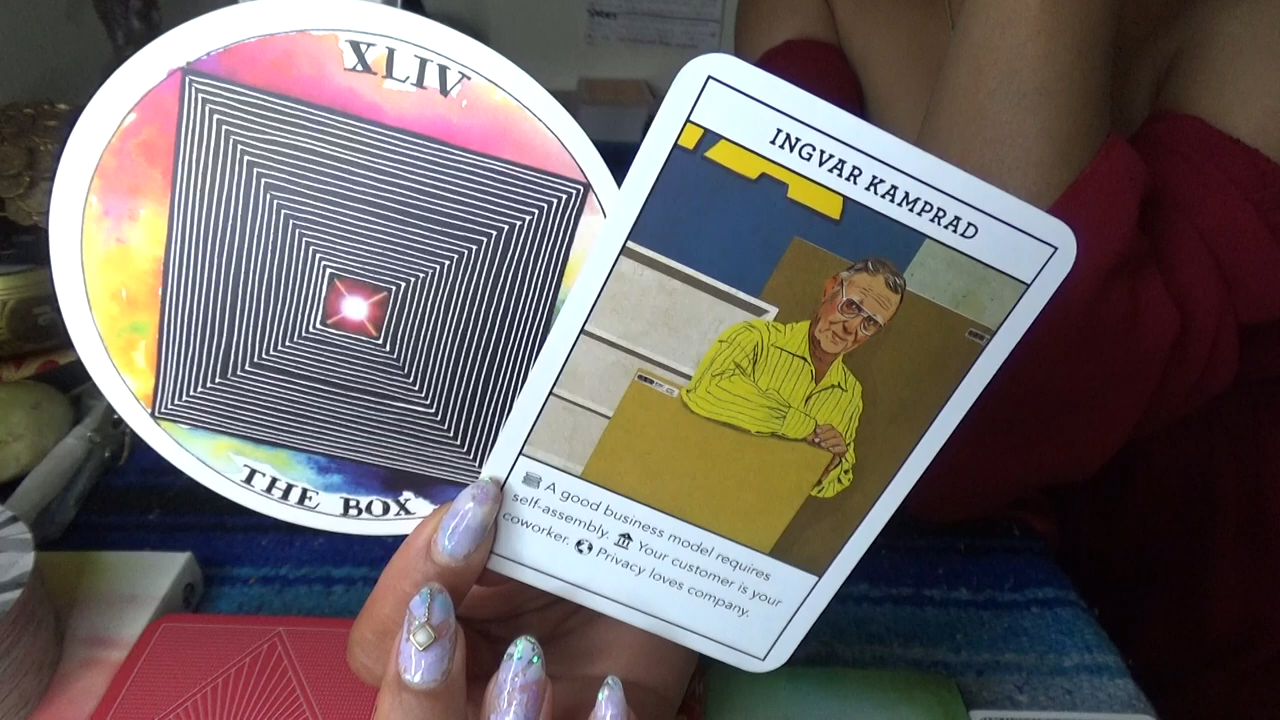 XLIV
THE BOX
INGVAR KAMPRAD
A good business model requires
self-assembly. Your customer is your
coworker. Privacy loves company.